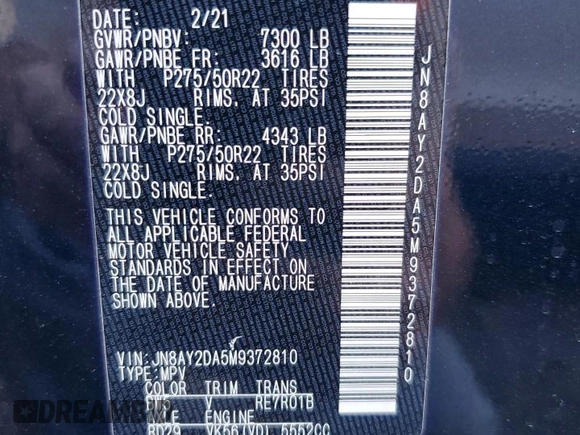 DATE: 2/21
GVWR/PNBV: 7300 LB
GAWR/PNBE FR: 3616 LB
WITH P275/50R22 TIRES
22X8J RIMS. AT 35PSI
COLD SINGLE.
GAWR/PNBE RR: 4343 LB
WITH P275/50R22 TIRES
22X8J RIMS. AT 35PSI
COLD SINGLE.
THIS VEHICLE CONFORMS TO
ALL APPLICABLE FEDERAL
MOTOR VEHICLE SAFETY
STANDARDS IN EFFECT ON
THE DATE OF MANUFACTURE
SHOWN ABOVE.
VIN: JN8AY2DA5M9372810
TYPE: MPV
COLOR TRIM TRANS
V RE7R01B
ENGINE
VK56(VD) 5552CC
JN8AY2DA5M9372810